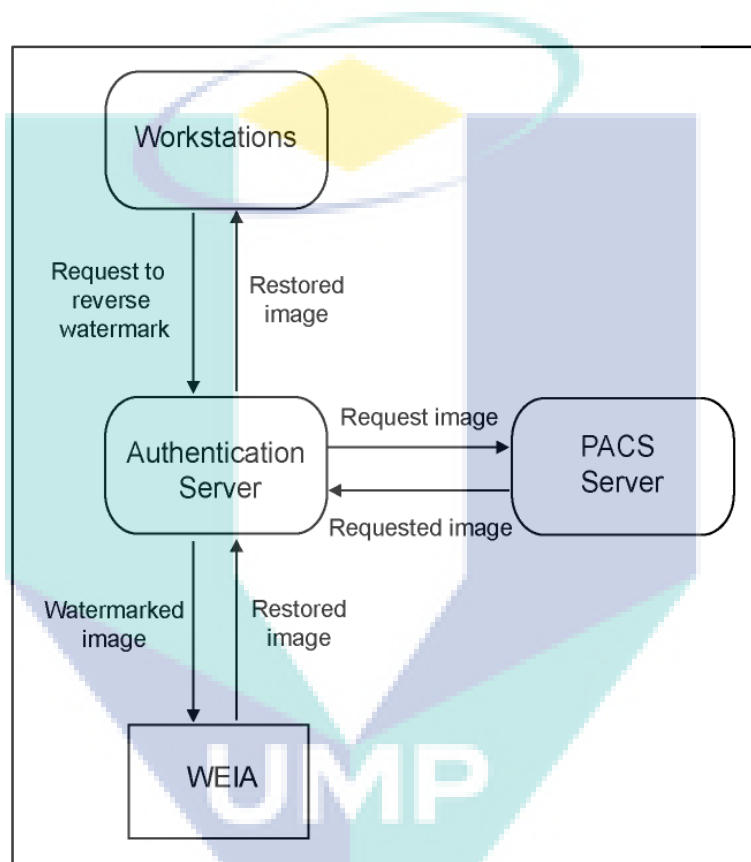 Workstations
Request to
reverse
watermark
Restored
image
Authentication
Server
Request image
Requested image
PACS
Server
Watermarked
image
Restored
image
WEIA
UMP